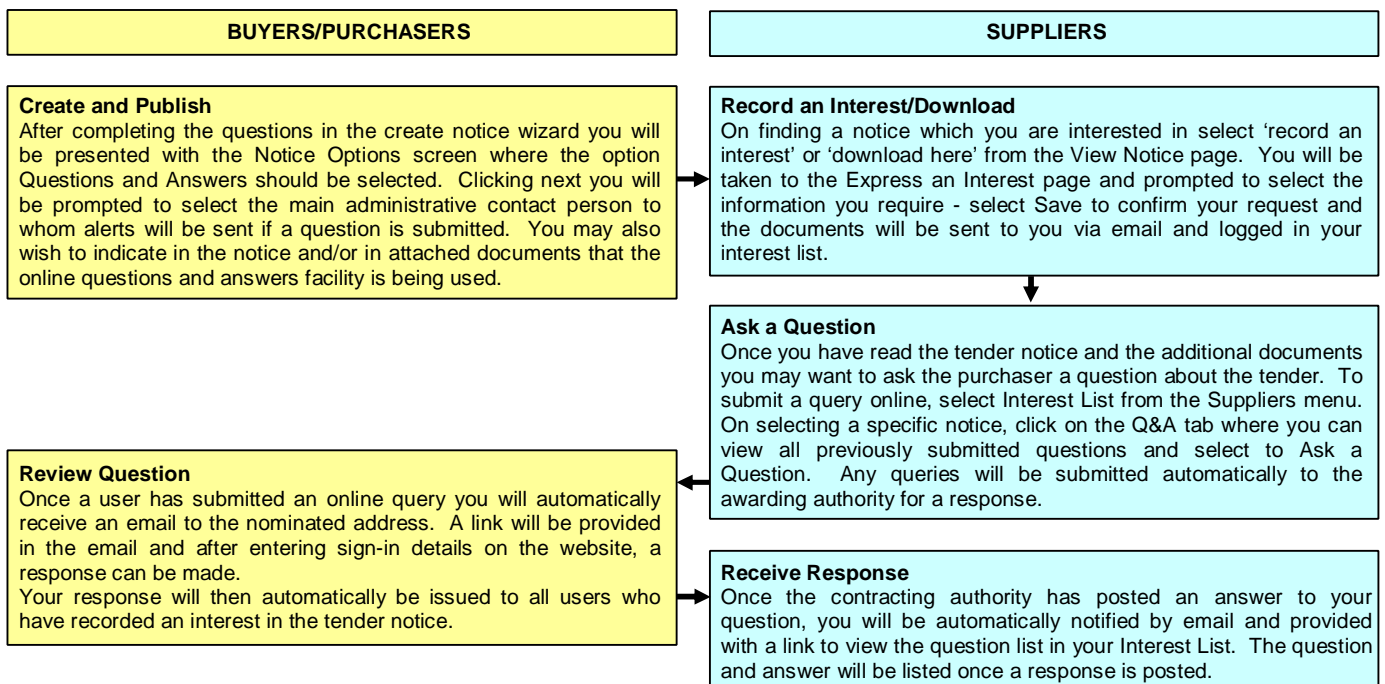 BUYERS/PURCHASERS
SUPPLIERS
Create and Publish
After completing the questions in the create notice wizard you will
be presented with the Notice Options screen where the option
Questions and Answers should be selected. Clicking next you will
be prompted to select the main administrative contact person to
whom alerts will be sent if a question is submitted. You may also
wish to indicate in the notice and/or in attached documents that the
online questions and answers facility is being used.
Record an Interest/Download
On finding a notice which you are interested in select ‘record an
interest’ or ‘download here’ from the View Notice page. You will be
taken to the Express an Interest page and prompted to select the
information you require - select Save to confirm your request and
the documents will be sent to you via email and logged in your
interest list.
Ask a Question
Once you have read the tender notice and the additional documents
you may want to ask the purchaser a question about the tender. To
submit a query online, select Interest List from the Suppliers menu.
On selecting a specific notice, click on the Q&A tab where you can
view all previously submitted questions and select to Ask a
Question. Any queries will be submitted automatically to the
awarding authority for a response.
Review Question
Once a user has submitted an online query you will automatically
receive an email to the nominated address. A link will be provided
in the email and after entering sign-in details on the website, a
response can be made.
Your response will then automatically be issued to all users who
have recorded an interest in the tender notice.
Receive Response
Once the contracting authority has posted an answer to your
question, you will be automatically notified by email and provided
with a link to view the question list in your Interest List. The question
and answer will be listed once a response is posted.